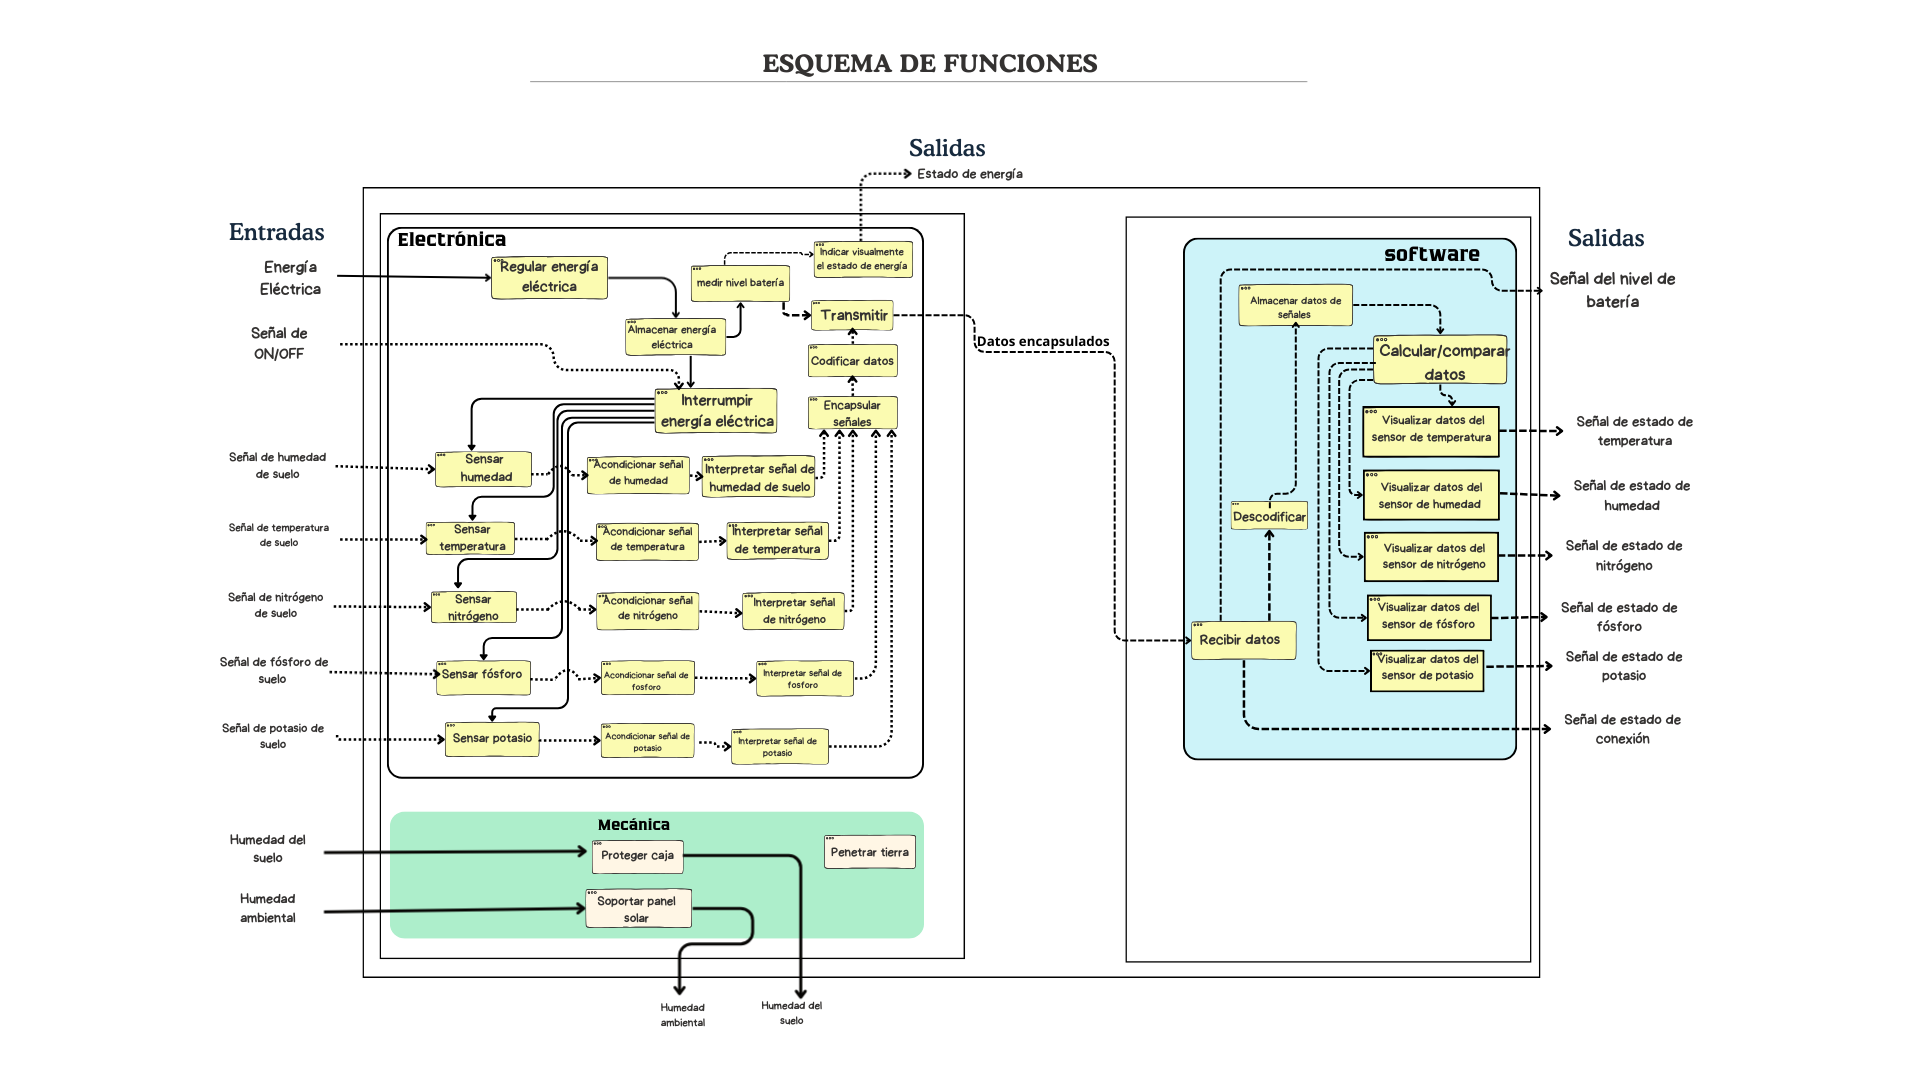 ESQUEMA DE FUNCIONES
Salidas
Estado de energía
Entradas
Energía
Eléctrica
Señal de
ON/OFF
Señal de humedad
de suelo
Señal de temperatura
de suelo
Señal de nitrógeno
de suelo
Señal de fósforo de
suelo
Señal de potasio de
suelo
Humedad del
suelo
Humedad
ambiental
Electrónica
Regular energía
eléctrica
medir nivel batería
Indicar visualmente
el estado de energía
Almacenar energía
eléctrica
Transmitir
Codificar datos
Interrumpir
energía eléctrica
Encapsular
señales
Sensar
humedad
Acondicionar señal
de humedad
Interpretar señal de
humedad de suelo
Sensar
temperatura
Acondicionar señal
de temperatura
Interpretar señal
de temperatura
Sensar
nitrógeno
Acondicionar señal
de nitrógeno
Interpretar señal
de nitrógeno
Sensar fósforo
Acondicionar señal de
fosforo
Interpretar señal de
fosforo
Sensar potasio
Acondicionar señal de
potasio
Interpretar señal de
potasio
Mecánica
Proteger caja
Penetrar tierra
Soportar panel
solar
Humedad
ambiental
Humedad del
suelo
Datos encapsulados
software
Almacenar datos de
señales
Calcular/comparar
datos
Visualizar datos del
sensor de temperatura
Visualizar datos del
sensor de humedad
Descodificar
Visualizar datos del
sensor de nitrógeno
Visualizar datos del
sensor de fósforo
Recibir datos
Visualizar datos del
sensor de potasio
Salidas
Señal del nivel de
batería
Señal de estado de
temperatura
Señal de estado de
humedad
Señal de estado de
nitrógeno
Señal de estado de
fósforo
Señal de estado de
potasio
Señal de estado de
conexión